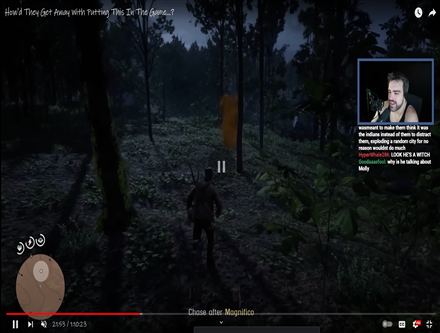 How'd They Get Away With Putting This In The Game...?
wasmeant to make them think it was
the indians instead of them to distract
them, exploding a random city for no
reason wouldnt do much
HyperWhale286: LOOK HE'S A WITCH
why is he talking about
Molly
Chase after Magnifico